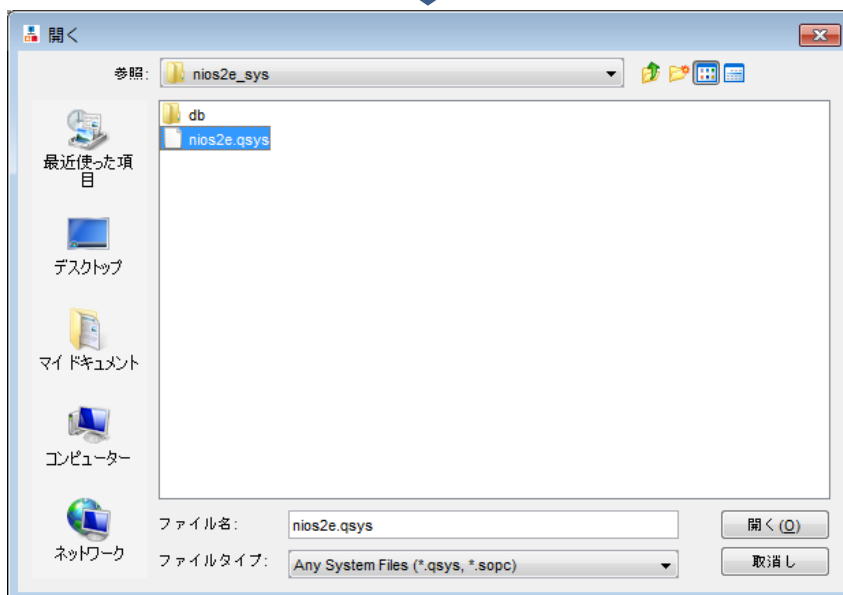 開く
参照:
nios2e_sys
最近使った項
目
デスクトップ
マイ ドキュメント
コンピューター
ネットワーク
db
nios2e.qsys
ファイル名:
nios2e.qsys
開く(O)
ファイルタイプ:
Any System Files (*.qsys, *.sopc)
取消し